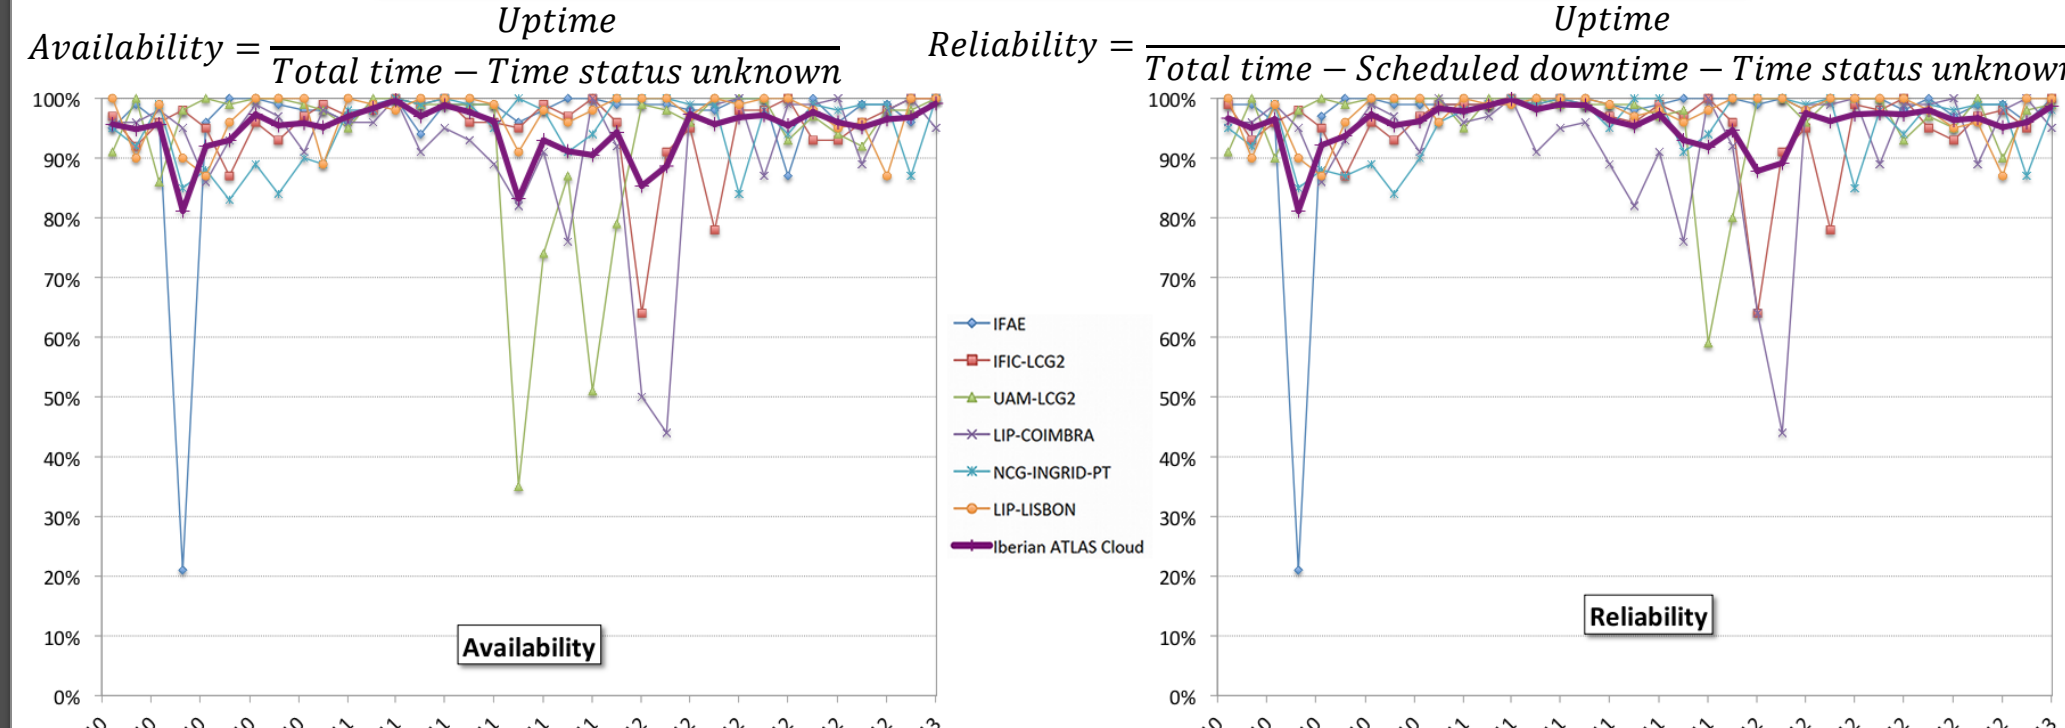 Availability = Uptime / Total time − Time status unknown
Reliability = Uptime / Total time − Scheduled downtime − Time status unknown
100%
90%
80%
70%
60%
50%
40%
30%
20%
10%
0%
Availability
IFAE
IFIC-LCG2
UAM-LCG2
LIP-COIMBRA
NCG-INGRID-PT
LIP-LISBON
Iberian ATLAS Cloud
100%
90%
80%
70%
60%
50%
40%
30%
20%
10%
0%
Reliability